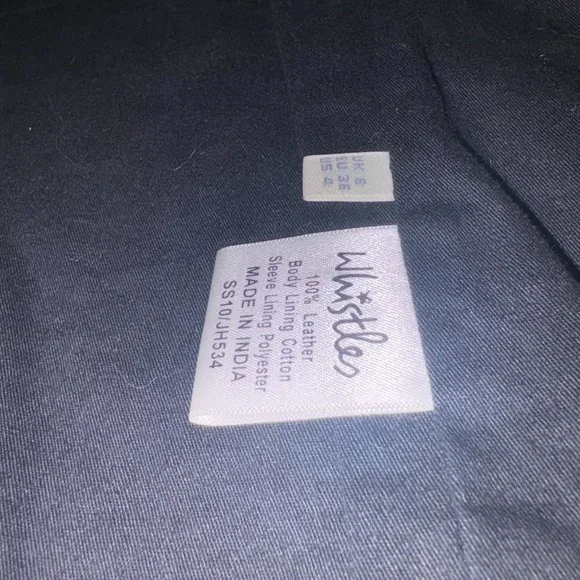 UK 8
EU 36
US 4
Whistles
100% Leather
Body Lining Cotton
Sleeve Lining Polyester
MADE IN INDIA
SS10/JH534